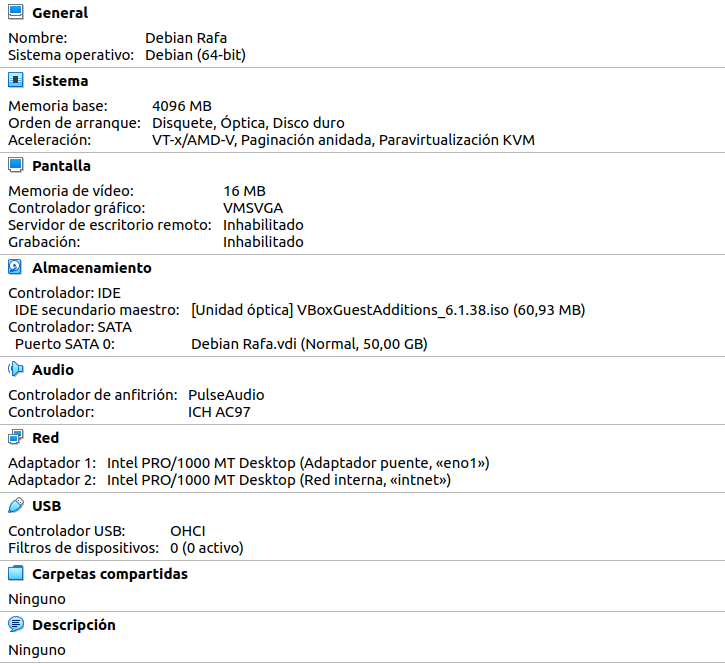 General
Nombre: Debian Rafa
Sistema operativo: Debian (64-bit)
Sistema
Memoria base: 4096 MB
Orden de arranque: Disquete, Óptica, Disco duro
Aceleración: VT-x/AMD-V, Paginación anidada, Paravirtualización KVM
Pantalla
Memoria de vídeo: 16 MB
Controlador gráfico: VMSVGA
Servidor de escritorio remoto: Inhabilitado
Grabación: Inhabilitado
Almacenamiento
Controlador: IDE
IDE secundario maestro: [Unidad óptica] VBoxGuestAdditions_6.1.38.iso (60,93 MB)
Controlador: SATA
Puerto SATA 0: Debian Rafa.vdi (Normal, 50,00 GB)
Audio
Controlador de anfitrión: PulseAudio
Controlador: ICH AC97
Red
Adaptador 1: Intel PRO/1000 MT Desktop (Adaptador puente, «eno1»)
Adaptador 2: Intel PRO/1000 MT Desktop (Red interna, «intnet»)
USB
Controlador USB: OHCI
Filtros de dispositivos: 0 (0 activo)
Carpetas compartidas
Ninguno
Descripción
Ninguno